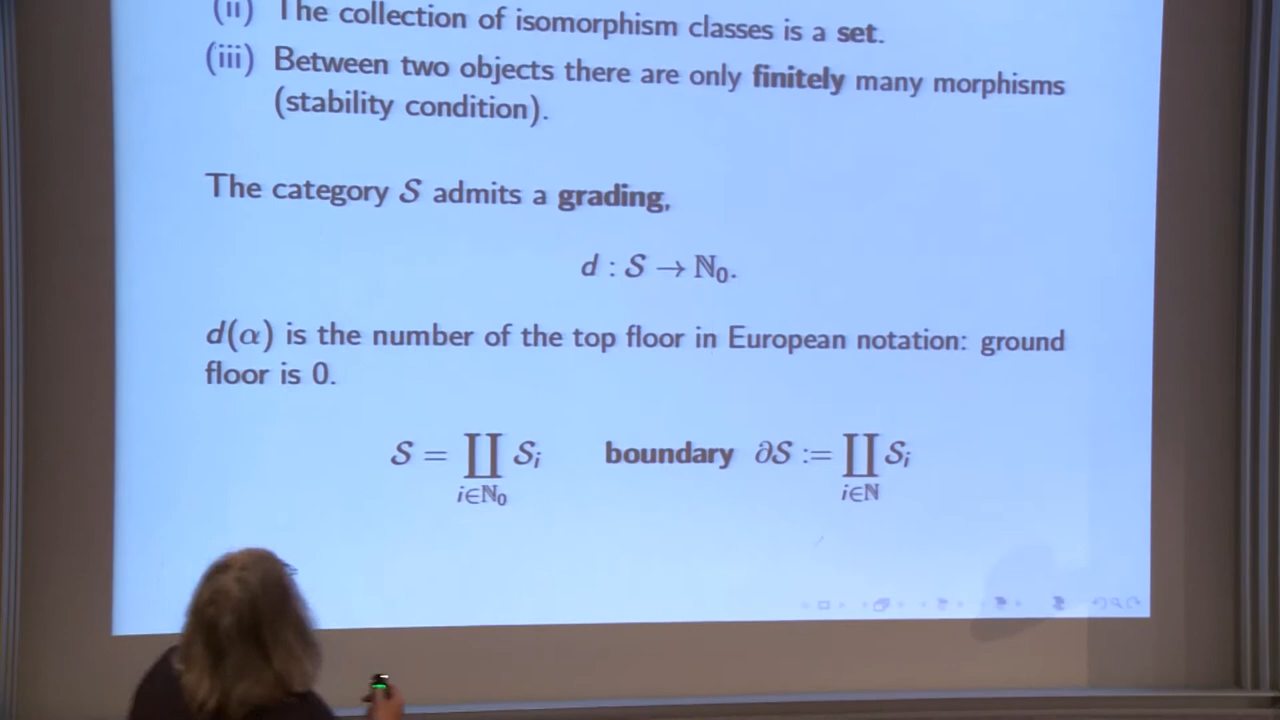 (ii) The collection of isomorphism classes is a set.
(iii) Between two objects there are only finitely many morphisms
(stability condition).
The category 𝒮 admits a grading,
d : 𝒮 → ℕ₀.
d(α) is the number of the top floor in European notation: ground
floor is 0.
𝒮 = ∐_{i∈ℕ₀} 𝒮ᵢ boundary ∂𝒮 := ∐_{i∈ℕ} 𝒮ᵢ